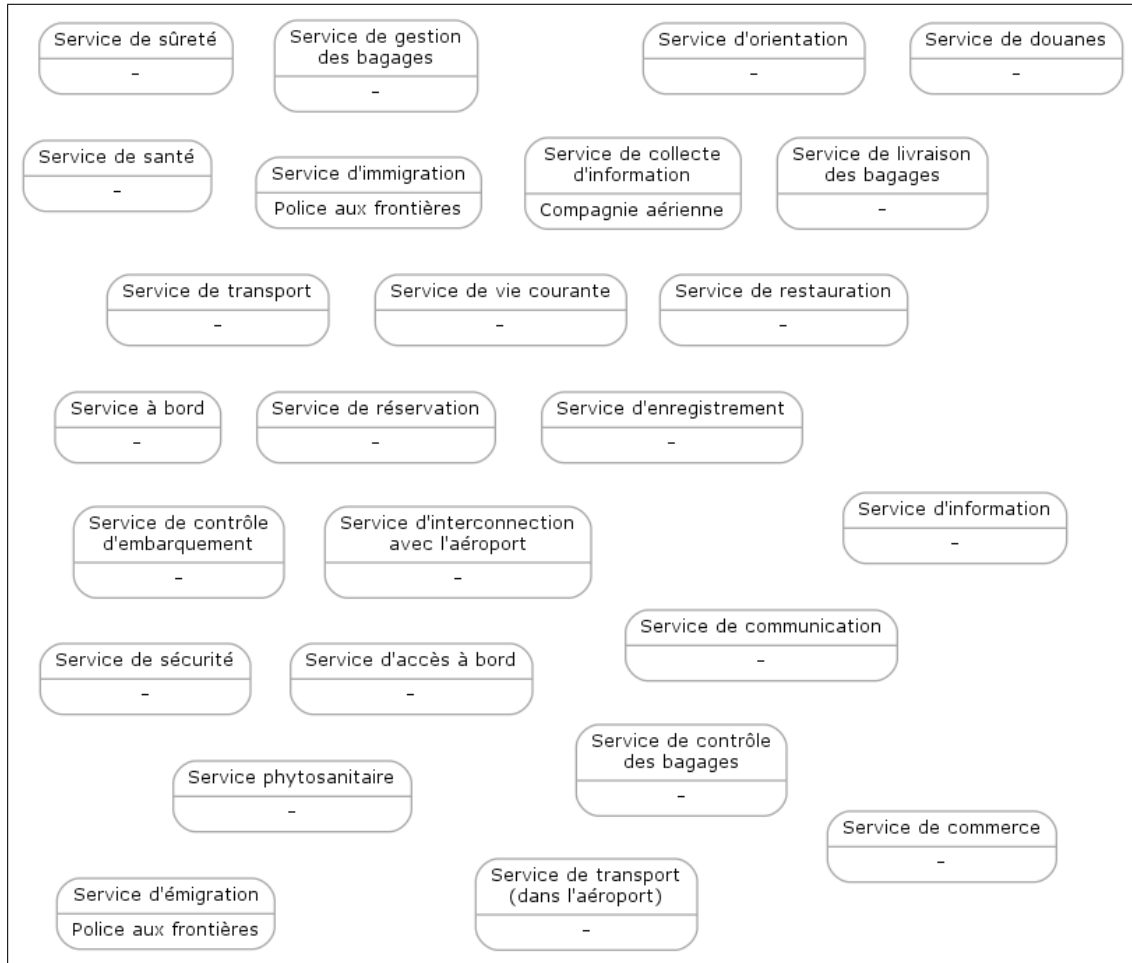 Service de sûreté
-
Service de gestion
des bagages
-
Service d'orientation
-
Service de douanes
-
Service de santé
-
Service d'immigration
Police aux frontières
Service de collecte
d'information
Compagnie aérienne
Service de livraison
des bagages
-
Service de transport
-
Service de vie courante
-
Service de restauration
-
Service à bord
-
Service de réservation
-
Service d'enregistrement
-
Service de contrôle
d'embarquement
-
Service d'interconnection
avec l'aéroport
-
Service d'information
-
Service de communication
-
Service de sécurité
-
Service d'accès à bord
-
Service de contrôle
des bagages
-
Service phytosanitaire
-
Service de commerce
-
Service d'émigration
Police aux frontières
Service de transport
(dans l'aéroport)
-